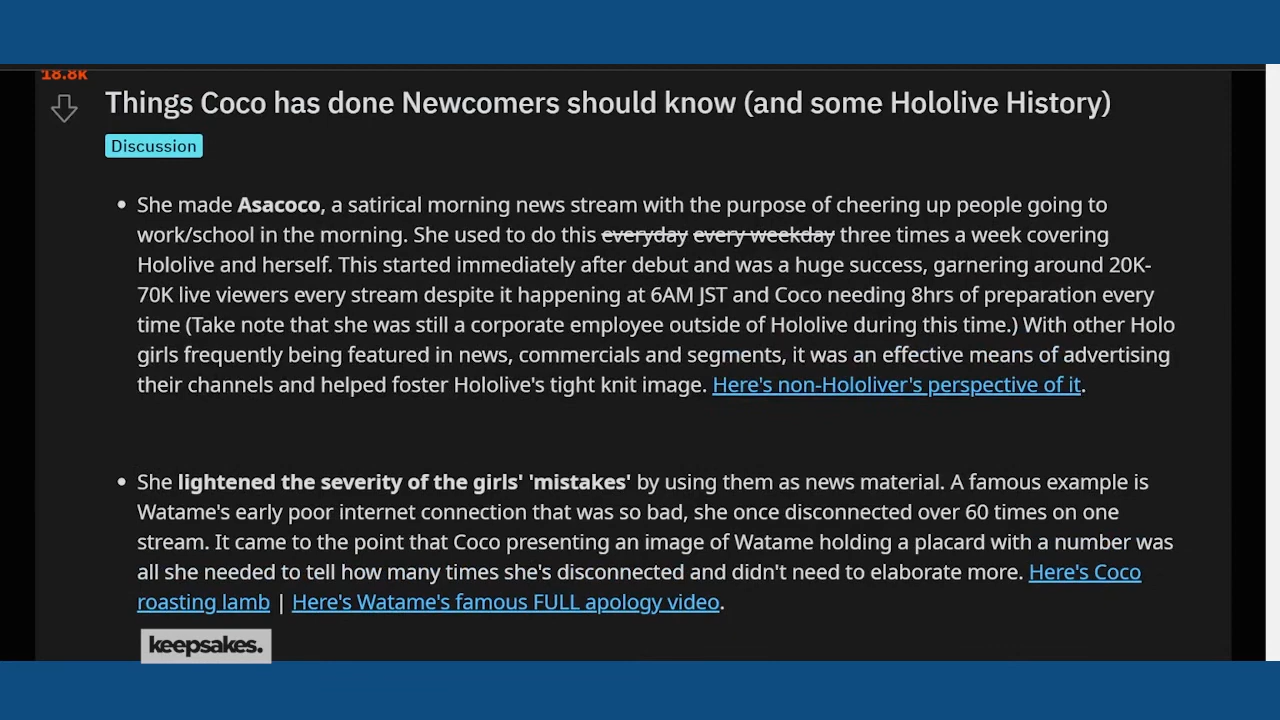 18.8k
Things Coco has done Newcomers should know (and some Hololive History)
Discussion
• She made Asacoco, a satirical morning news stream with the purpose of cheering up people going to
work/school in the morning. She used to do this everyday every weekday three times a week covering
Hololive and herself. This started immediately after debut and was a huge success, garnering around 20K-
70K live viewers every stream despite it happening at 6AM JST and Coco needing 8hrs of preparation every
time (Take note that she was still a corporate employee outside of Hololive during this time.) With other Holo
girls frequently being featured in news, commercials and segments, it was an effective means of advertising
their channels and helped foster Hololive's tight knit image. Here's non-Hololiver's perspective of it.
• She lightened the severity of the girls' 'mistakes' by using them as news material. A famous example is
Watame's early poor internet connection that was so bad, she once disconnected over 60 times on one
stream. It came to the point that Coco presenting an image of Watame holding a placard with a number was
all she needed to tell how many times she's disconnected and didn't need to elaborate more. Here's Coco
roasting lamb | Here's Watame's famous FULL apology video.
keepsakes.